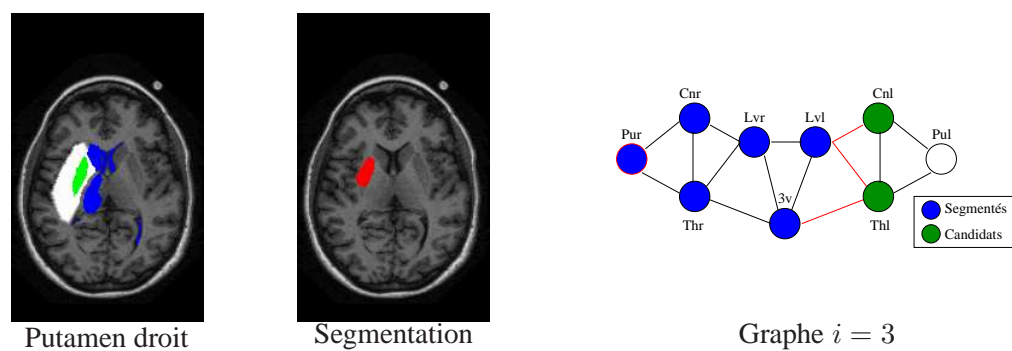 Cnr
Lvr
Lvl
Cnl
Pur
Pul
3v
Thr
Thl
Segmentés
Candidats
Putamen droit
Segmentation
Graphe i = 3